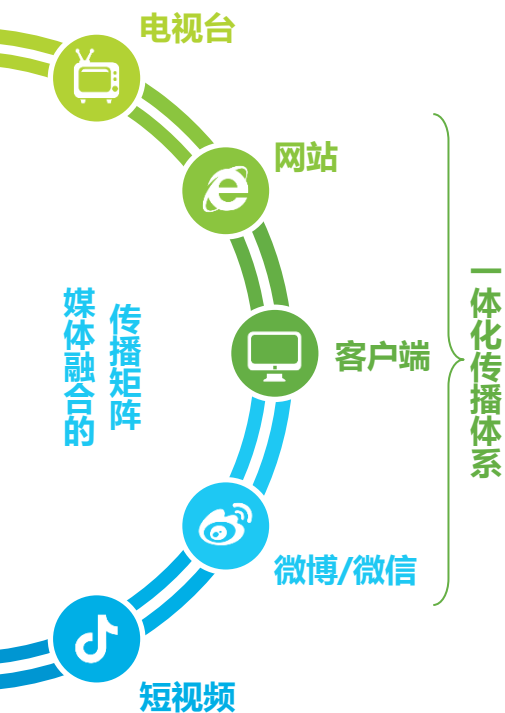 电视台
网站
媒体融合的
传播矩阵
客户端
一体化传播体系
微博/微信
短视频